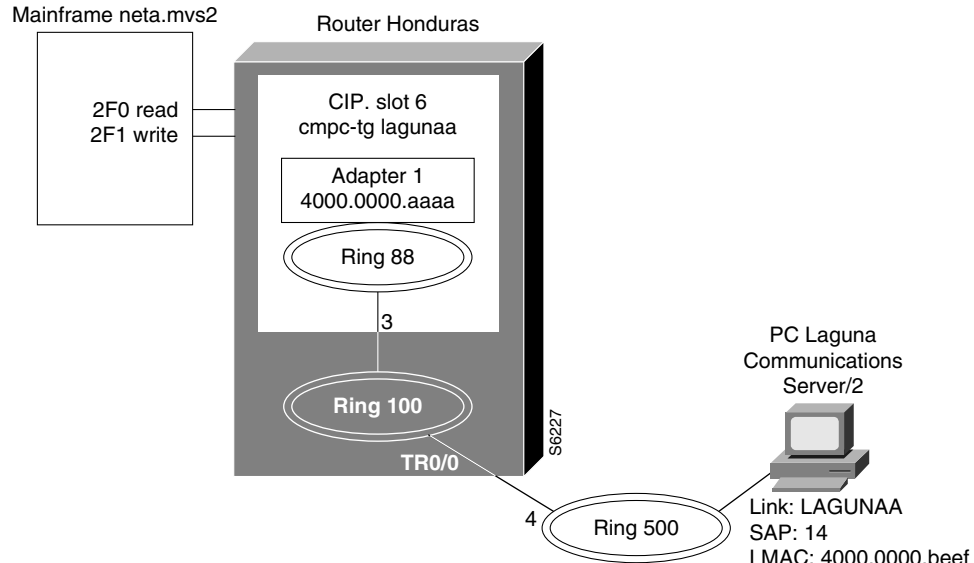 Mainframe neta.mvs2
Router Honduras
2F0 read
2F1 write
CIP. slot 6
cmpc-tg lagunaa
Adapter 1
4000.0000.aaaa
Ring 88
3
Ring 100
TR0/0
S6227
4
Ring 500
PC Laguna
Communications
Server/2
Link: LAGUNAA
SAP: 14
LMAC: 4000.0000.beef